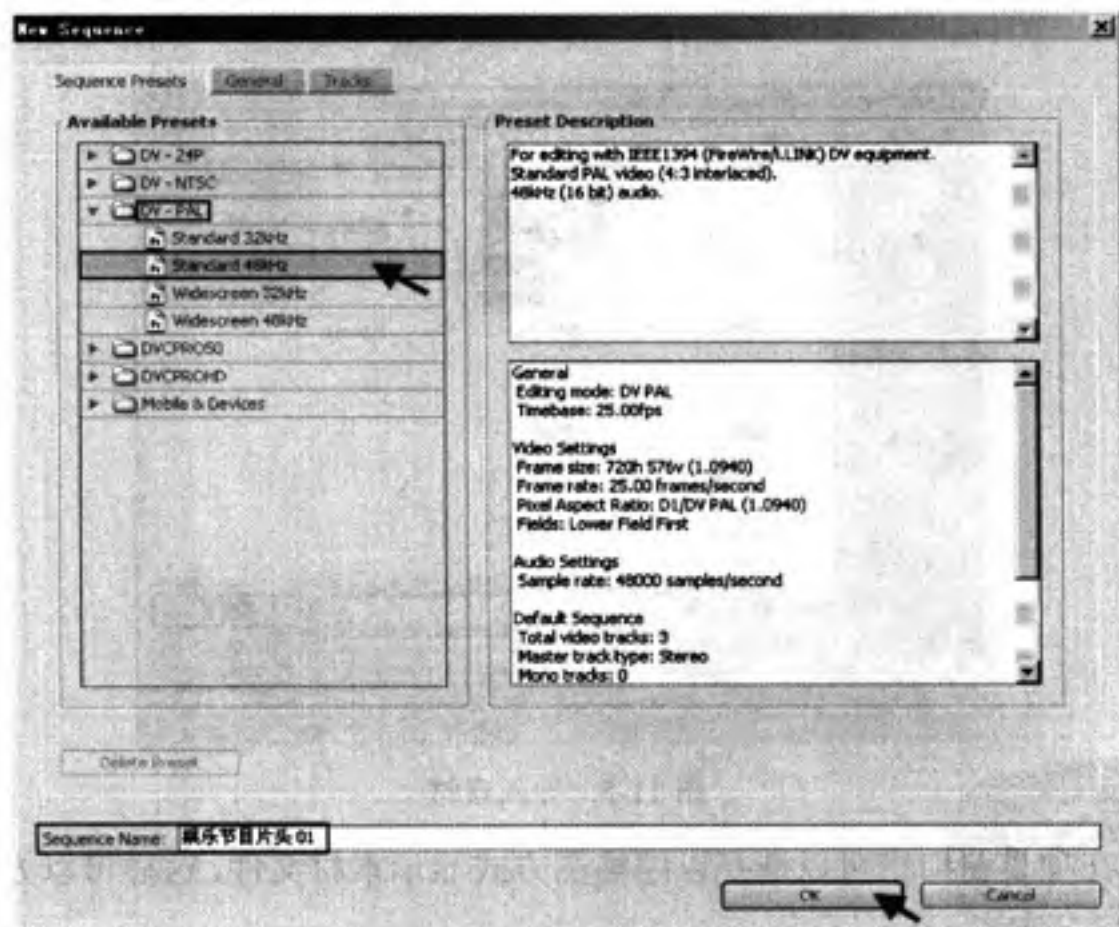 New Sequence
Sequence Presets General Tracks
Available Presets
DV - 24P
DV - NTSC
DV - PAL
Standard 32kHz
Standard 48kHz
Widescreen 32kHz
Widescreen 48kHz
DVCPRO50
DVCPROHD
Mobile & Devices
Preset Description
For editing with IEEE1394 (FireWire/i.LINK) DV equipment.
Standard PAL video (4:3 interlaced).
48kHz (16 bit) audio.
General
Editing mode: DV PAL
Timebase: 25.00fps
Video Settings
Frame size: 720h 576v (1.0940)
Frame rate: 25.00 frames/second
Pixel Aspect Ratio: D1/DV PAL (1.0940)
Fields: Lower Field First
Audio Settings
Sample rate: 48000 samples/second
Default Sequence
Total video tracks: 3
Master track type: Stereo
Mono tracks: 0
Delete Preset
Sequence Name: 娱乐节目片头 01
OK Cancel